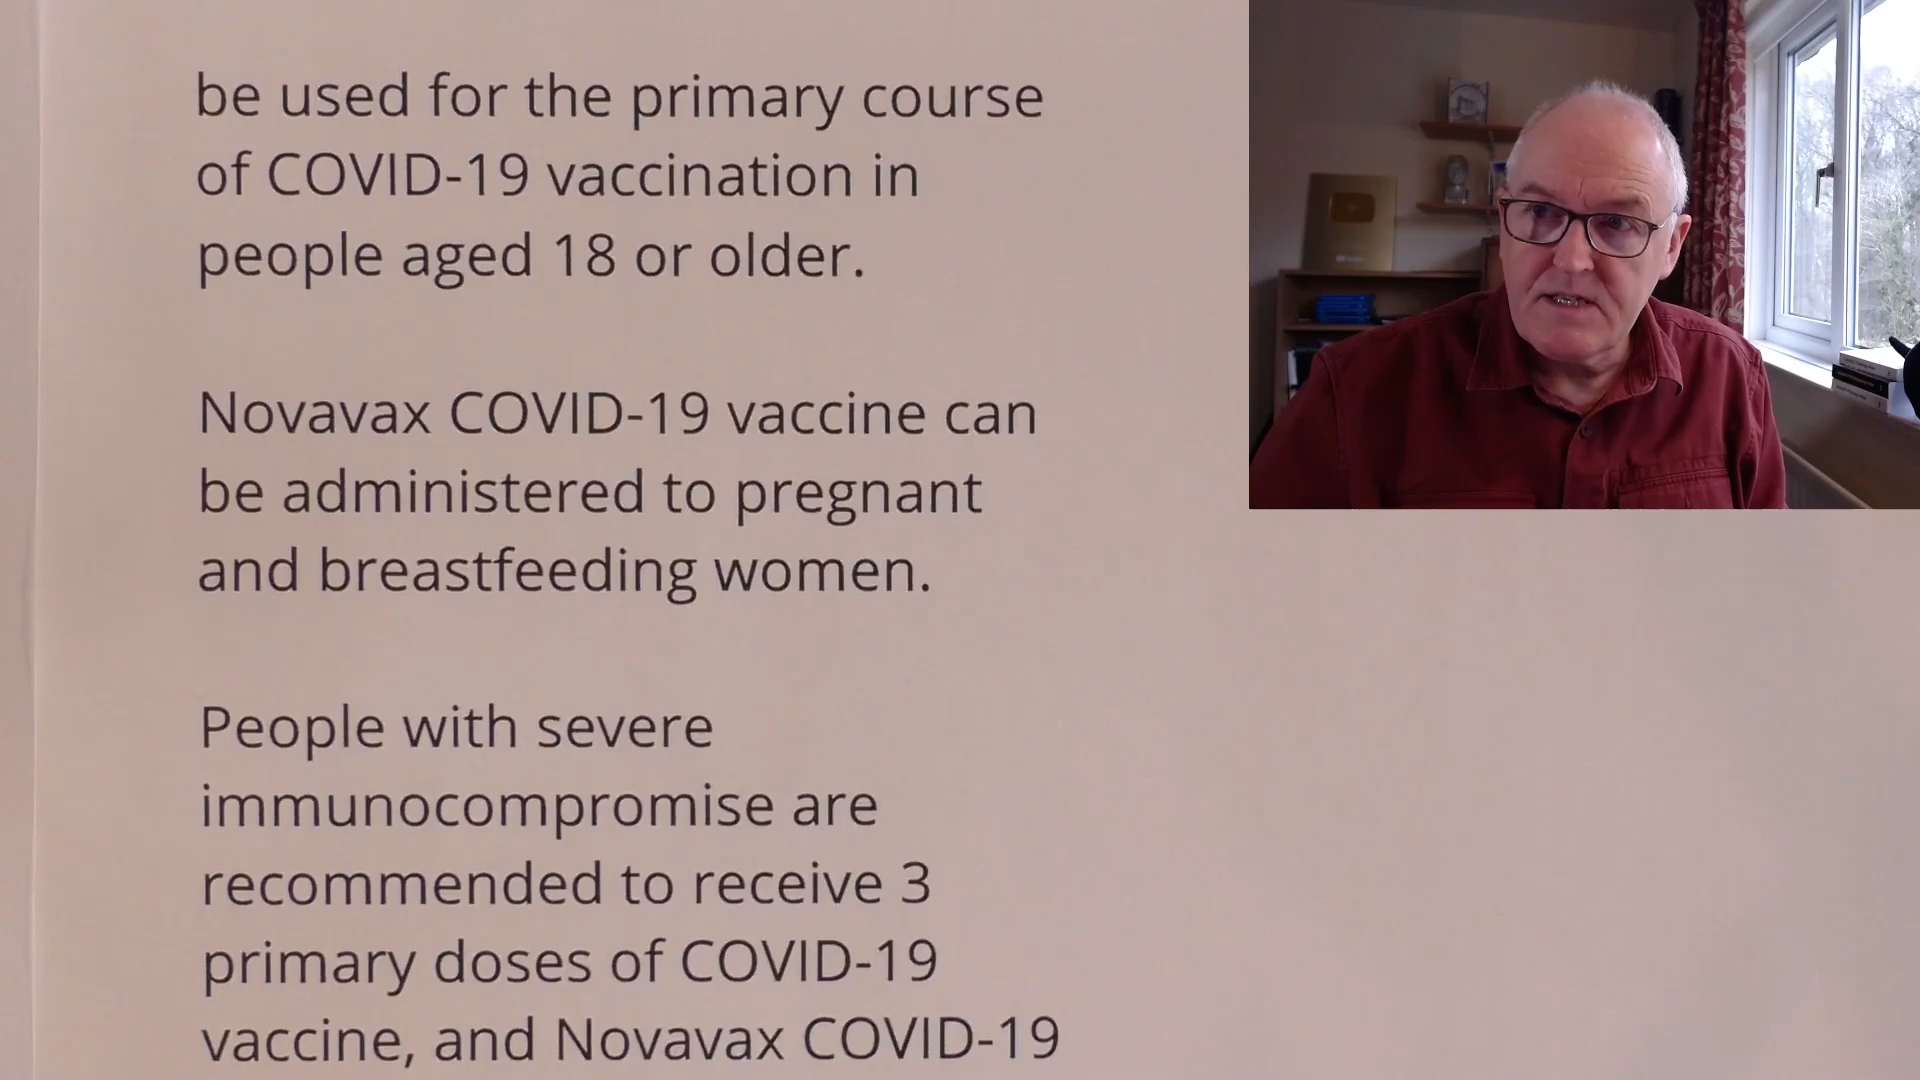 be used for the primary course
of COVID-19 vaccination in
people aged 18 or older.
Novavax COVID-19 vaccine can
be administered to pregnant
and breastfeeding women.
People with severe
immunocompromise are
recommended to receive 3
primary doses of COVID-19
vaccine, and Novavax COVID-19